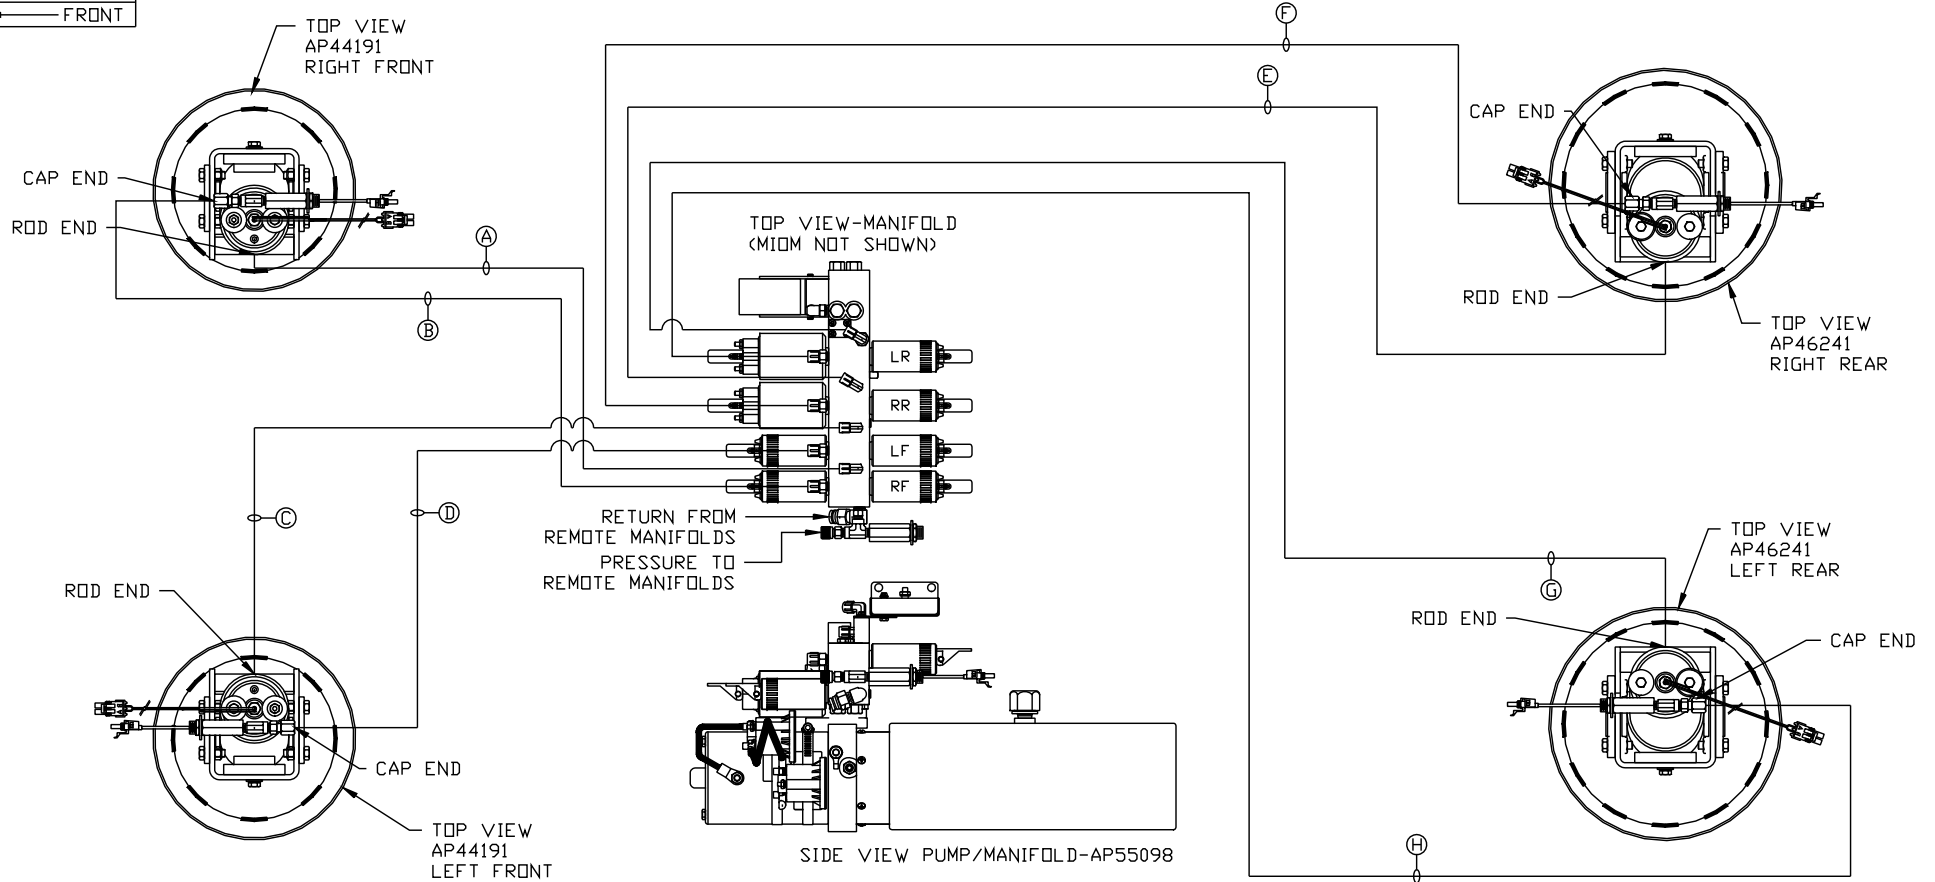 FRONT
TOP VIEW
AP44191
RIGHT FRONT
CAP END
ROD END
A
B
F
E
CAP END
ROD END
TOP VIEW
AP46241
RIGHT REAR
TOP VIEW-MANIFOLD
(MIOM NOT SHOWN)
LR
RR
LF
RF
RETURN FROM
REMOTE MANIFOLDS
PRESSURE TO
REMOTE MANIFOLDS
C
D
ROD END
CAP END
TOP VIEW
AP44191
LEFT FRONT
TOP VIEW
AP46241
LEFT REAR
G
ROD END
CAP END
H
SIDE VIEW PUMP/MANIFOLD-AP55098